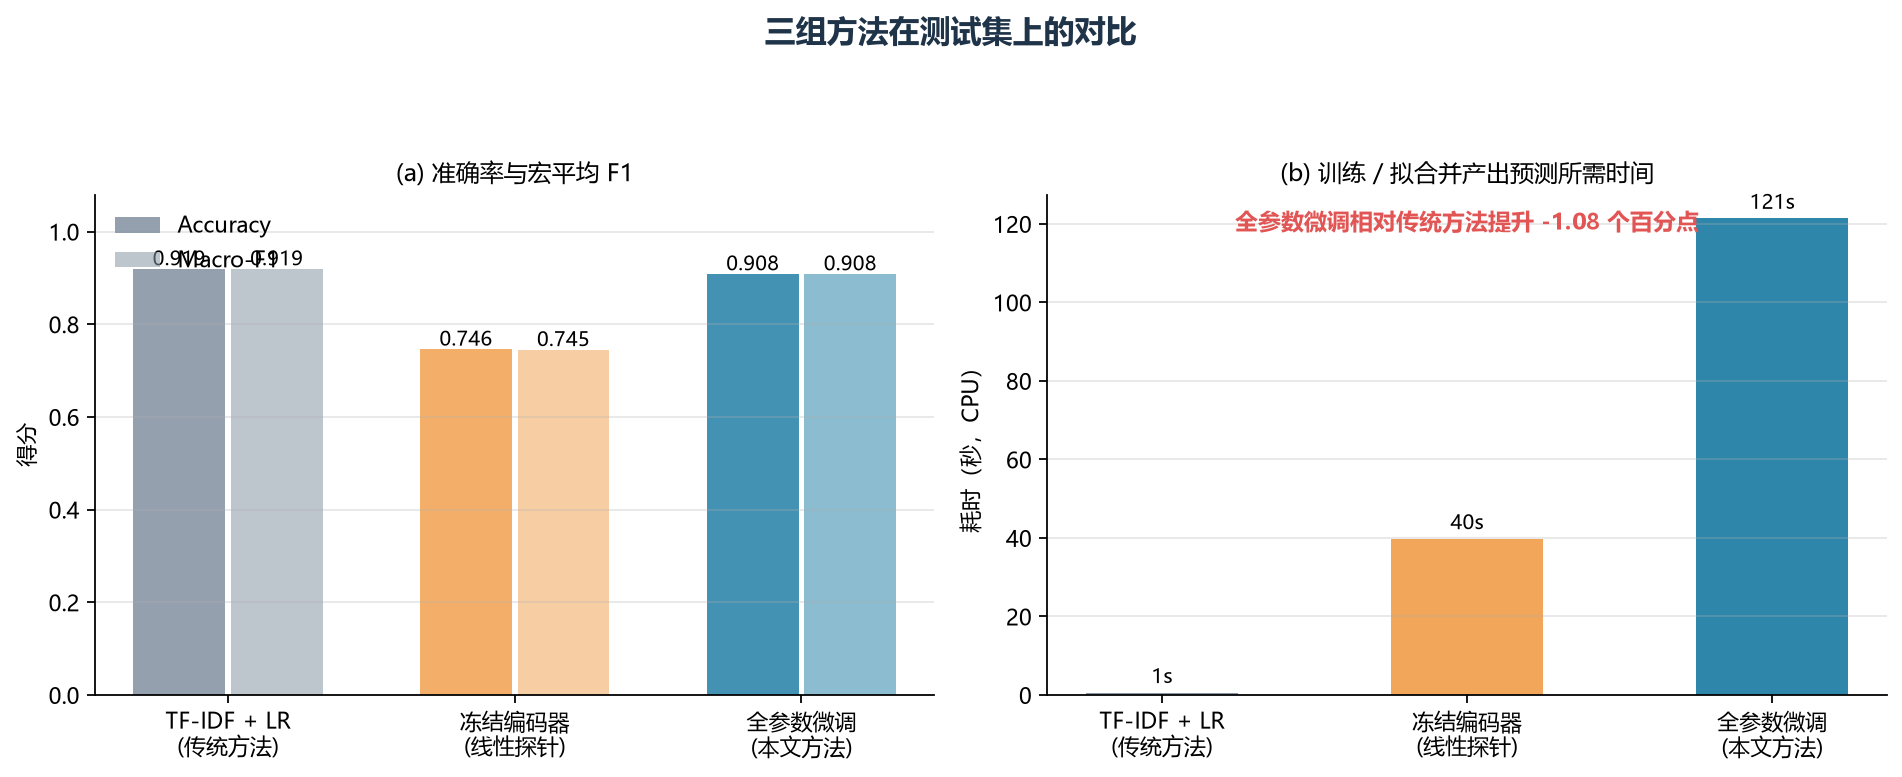 三组方法在测试集上的对比
(a) 准确率与宏平均 F1
Accuracy
Macro-F1
0.919
0.919
0.746
0.745
0.908
0.908
得分
1.0
0.8
0.6
0.4
0.2
0.0
TF-IDF + LR
(传统方法)
冻结编码器
(线性探针)
全参数微调
(本文方法)
(b) 训练 / 拟合并产出预测所需时间
全参数微调相对传统方法提升 -1.08 个百分点
121s
40s
1s
耗时（秒，CPU）
120
100
80
60
40
20
0
TF-IDF + LR
(传统方法)
冻结编码器
(线性探针)
全参数微调
(本文方法)